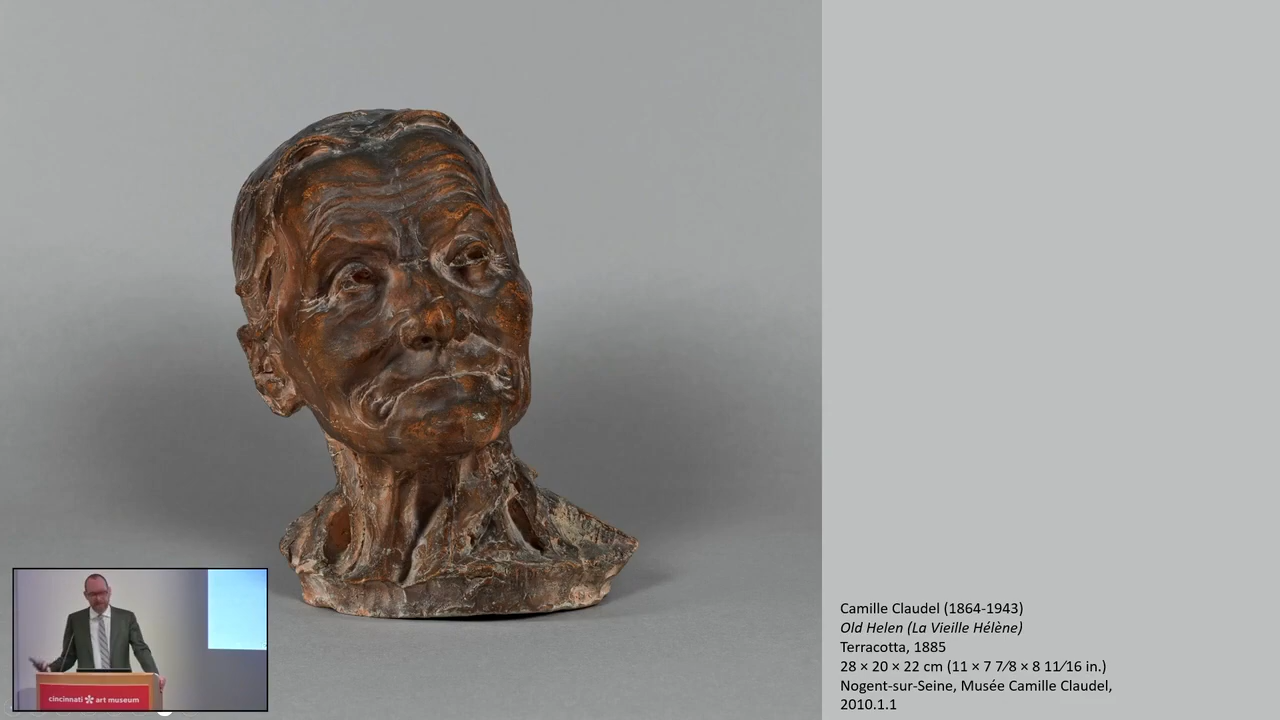 Camille Claudel (1864-1943)
Old Helen (La Vieille Hélène)
Terracotta, 1885
28 × 20 × 22 cm (11 × 7 7⁄8 × 8 11⁄16 in.)
Nogent-sur-Seine, Musée Camille Claudel,
2010.1.1
cincinnati art museum